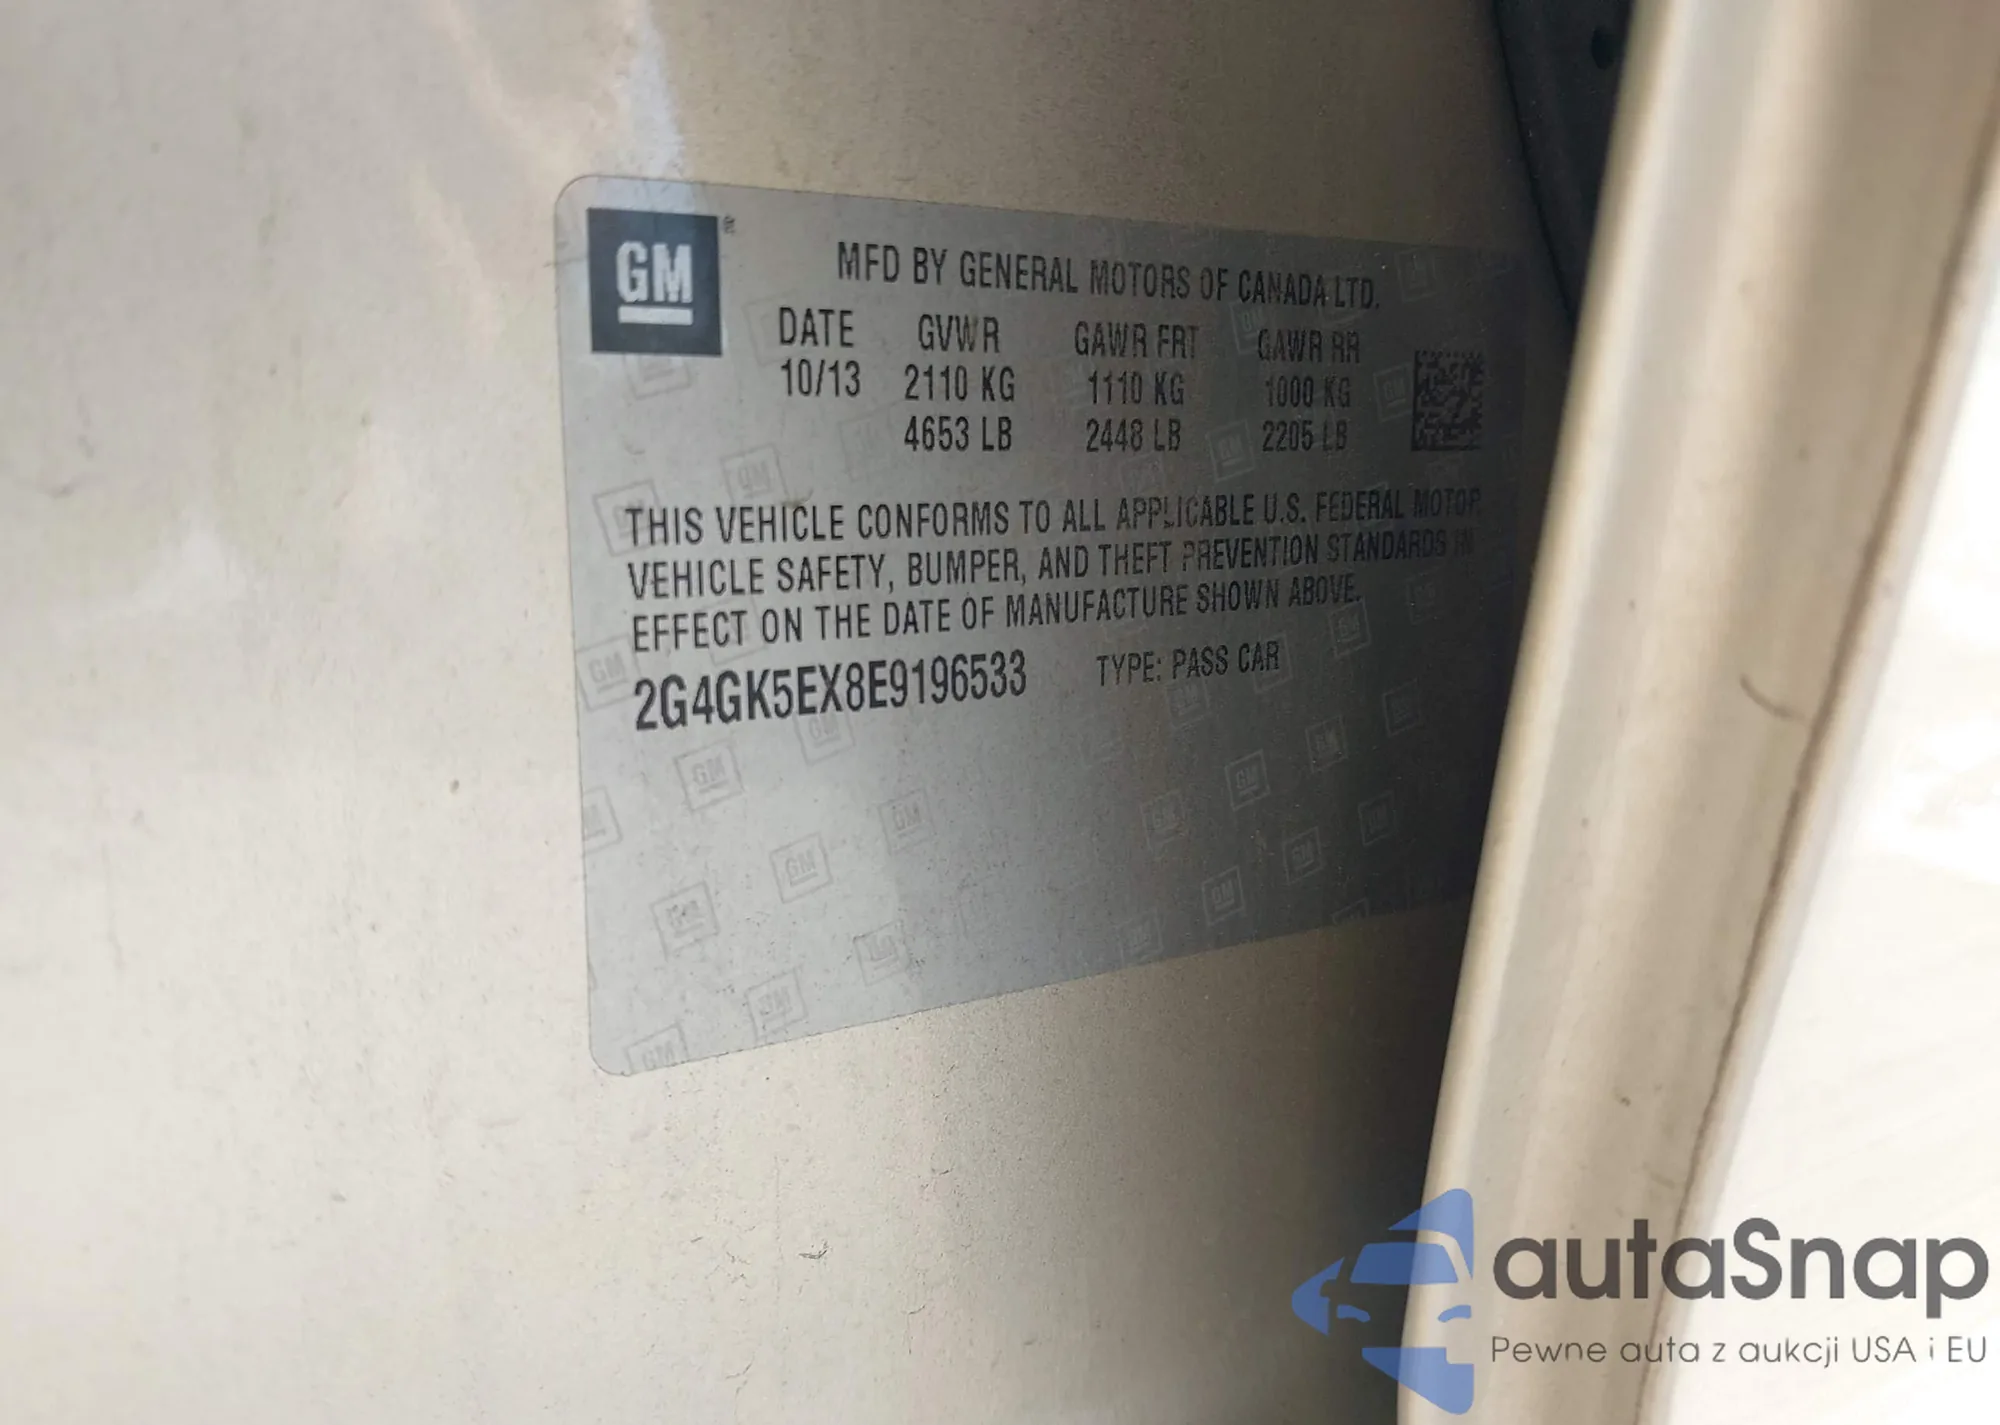 GM
MFD BY GENERAL MOTORS OF CANADA LTD.
DATE GVWR GAWR FRT GAWR RR
10/13 2110 KG 1110 KG 1000 KG
4653 LB 2448 LB 2205 LB
THIS VEHICLE CONFORMS TO ALL APPLICABLE U.S. FEDERAL MOTOR
VEHICLE SAFETY, BUMPER, AND THEFT PREVENTION STANDARDS IN
EFFECT ON THE DATE OF MANUFACTURE SHOWN ABOVE.
2G4GK5EX8E9196533 TYPE: PASS CAR
autaSnap
Pewne auta z aukcji USA i EU